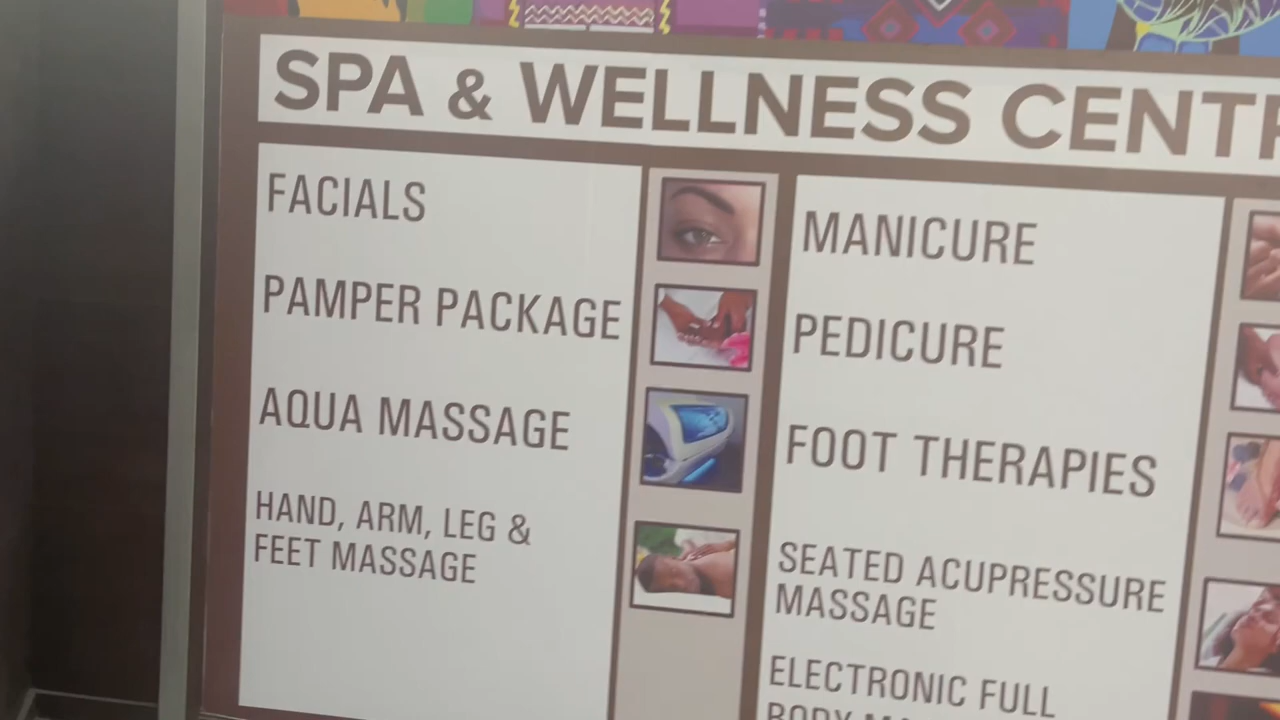 SPA & WELLNESS
FACIALS
PAMPER PACKAGE
AQUA MASSAGE
HAND, ARM, LEG &
FEET MASSAGE
MANICURE
PEDICURE
FOOT THERAPIES
SEATED ACUPRESSURE
MASSAGE
ELECTRONIC FULL